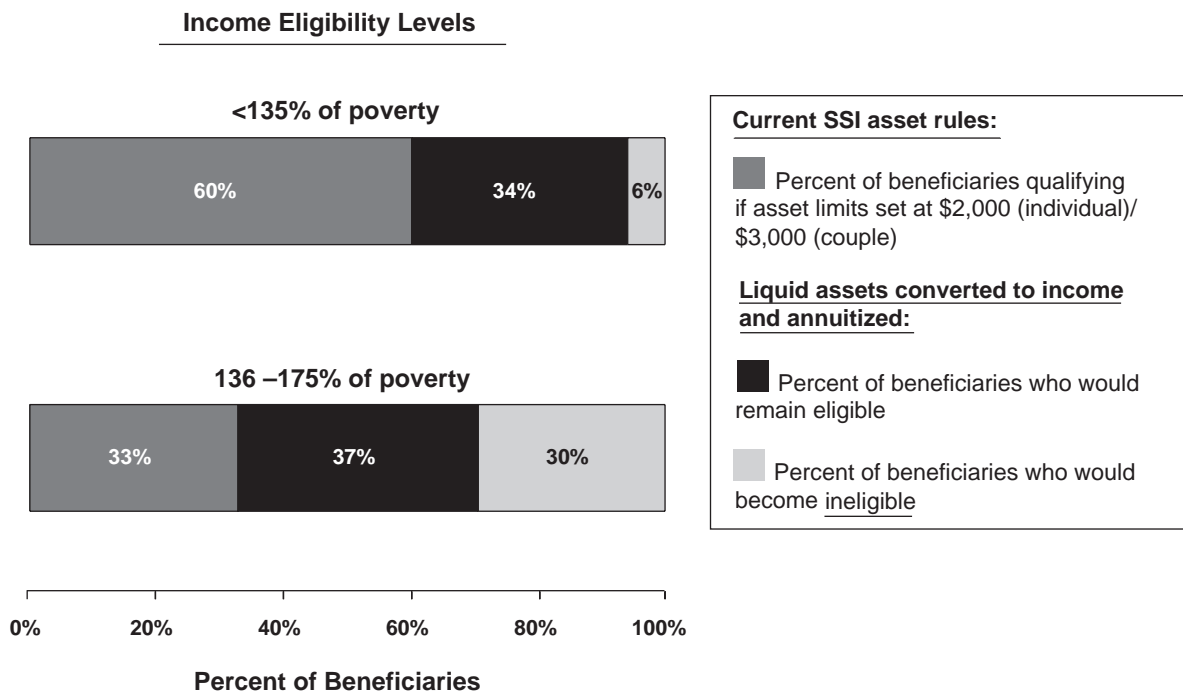 Income Eligibility Levels
<135% of poverty
60%
34%
6%
136 –175% of poverty
33%
37%
30%
0%
20%
40%
60%
80%
100%
Percent of Beneficiaries
Current SSI asset rules:
Percent of beneficiaries qualifying
if asset limits set at $2,000 (individual)/
$3,000 (couple)
Liquid assets converted to income
and annuitized:
Percent of beneficiaries who would
remain eligible
Percent of beneficiaries who would
become ineligible